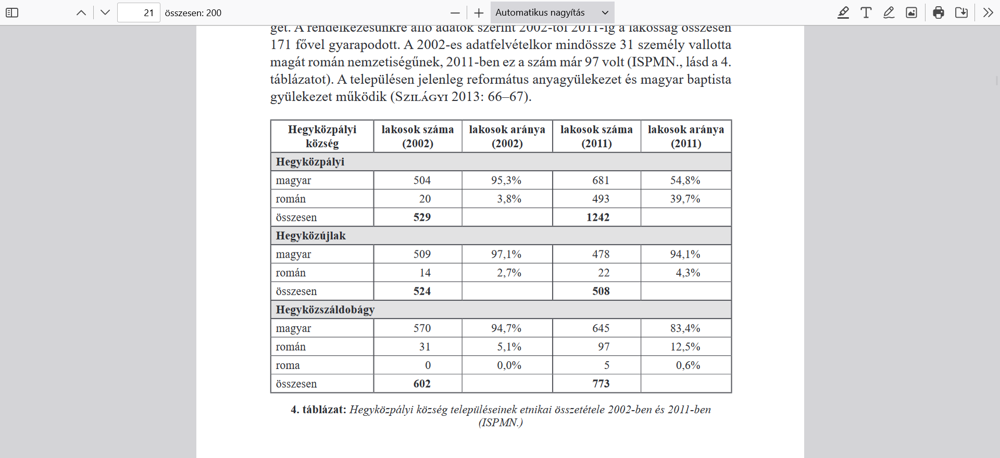 21 összesen: 200 Automatikus nagyítás
get. A rendelkezésünkre álló adatok szerint 2002-től 2011-ig a lakosság összesen
171 fővel gyarapodott. A 2002-es adatfelvételkor mindössze 31 személy vallotta
magát román nemzetiségűnek, 2011-ben ez a szám már 97 volt (ISPMN., lásd a 4.
táblázatot). A településen jelenleg református anyagyülekezet és magyar baptista
gyülekezet működik (SZILÁGYI 2013: 66–67).
Hegyközpályi község lakosok száma (2002) lakosok aránya (2002) lakosok száma (2011) lakosok aránya (2011)
Hegyközpályi
magyar 504 95,3% 681 54,8%
román 20 3,8% 493 39,7%
összesen 529 1242
Hegyközújlak
magyar 509 97,1% 478 94,1%
román 14 2,7% 22 4,3%
összesen 524 508
Hegyközszáldobágy
magyar 570 94,7% 645 83,4%
román 31 5,1% 97 12,5%
roma 0 0,0% 5 0,6%
összesen 602 773
4. táblázat: Hegyközpályi község településeinek etnikai összetétele 2002-ben és 2011-ben
(ISPMN.)